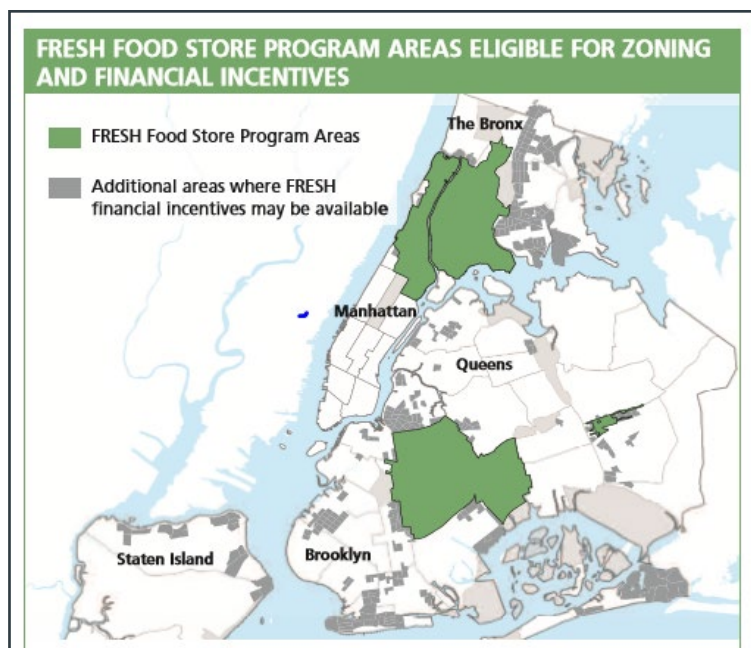 FRESH FOOD STORE PROGRAM AREAS ELIGIBLE FOR ZONING
AND FINANCIAL INCENTIVES
FRESH Food Store Program Areas
Additional areas where FRESH
financial incentives may be available
The Bronx
Manhattan
Queens
Brooklyn
Staten Island